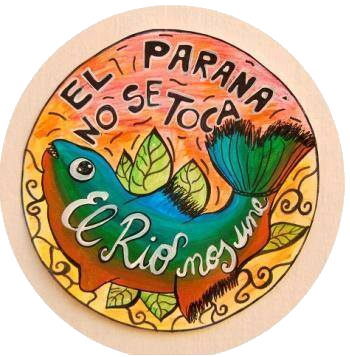 EL PARANA
NO SE TOCA
El Rio nos une